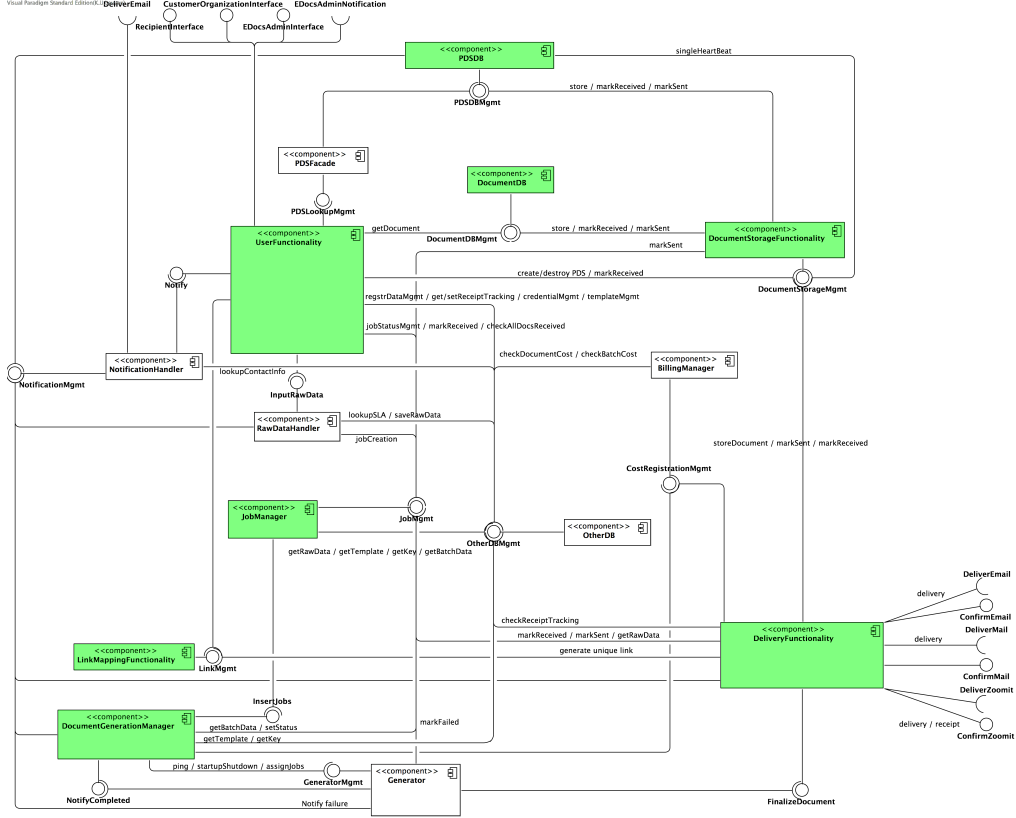 Visual Paradigm Standard Edition
DeliverEmail
CustomerOrganizationInterface
EDocsAdminNotification
RecipientInterface
EDocsAdminInterface
<<component>>
PDSDB
singleHeartBeat
store / markReceived / markSent
PDSDBMgmt
<<component>>
PDSFacade
<<component>>
DocumentDB
PDSLookupMgmt
<<component>>
UserFunctionality
getDocument
DocumentDBMgmt
store / markReceived / markSent
<<component>>
DocumentStorageFunctionality
markSent
create/destroy PDS / markReceived
Notify
DocumentStorageMgmt
registrDataMgmt / get/setReceiptTracking / credentialMgmt / templateMgmt
jobStatusMgmt / markReceived / checkAllDocsReceived
<<component>>
NotificationHandler
checkDocumentCost / checkBatchCost
<<component>>
BillingManager
lookupContactInfo
NotificationMgmt
InputRawData
<<component>>
RawDataHandler
lookupSLA / saveRawData
jobCreation
storeDocument / markSent / markReceived
CostRegistrationMgmt
<<component>>
JobManager
JobMgmt
<<component>>
OtherDB
OtherDBMgmt
getRawData / getTemplate / getKey / getBatchData
DeliverEmail
delivery
ConfirmEmail
checkReceiptTracking
<<component>>
DeliveryFunctionality
DeliverMail
markReceived / markSent / getRawData
delivery
<<component>>
LinkMappingFunctionality
generate unique link
LinkMgmt
ConfirmMail
DeliverZoomit
InsertJobs
<<component>>
DocumentGenerationManager
markFailed
delivery / receipt
getBatchData / setStatus
ConfirmZoomit
getTemplate / getKey
ping / startupShutdown / assignJobs
<<component>>
Generator
GeneratorMgmt
NotifyCompleted
Notify failure
FinalizeDocument